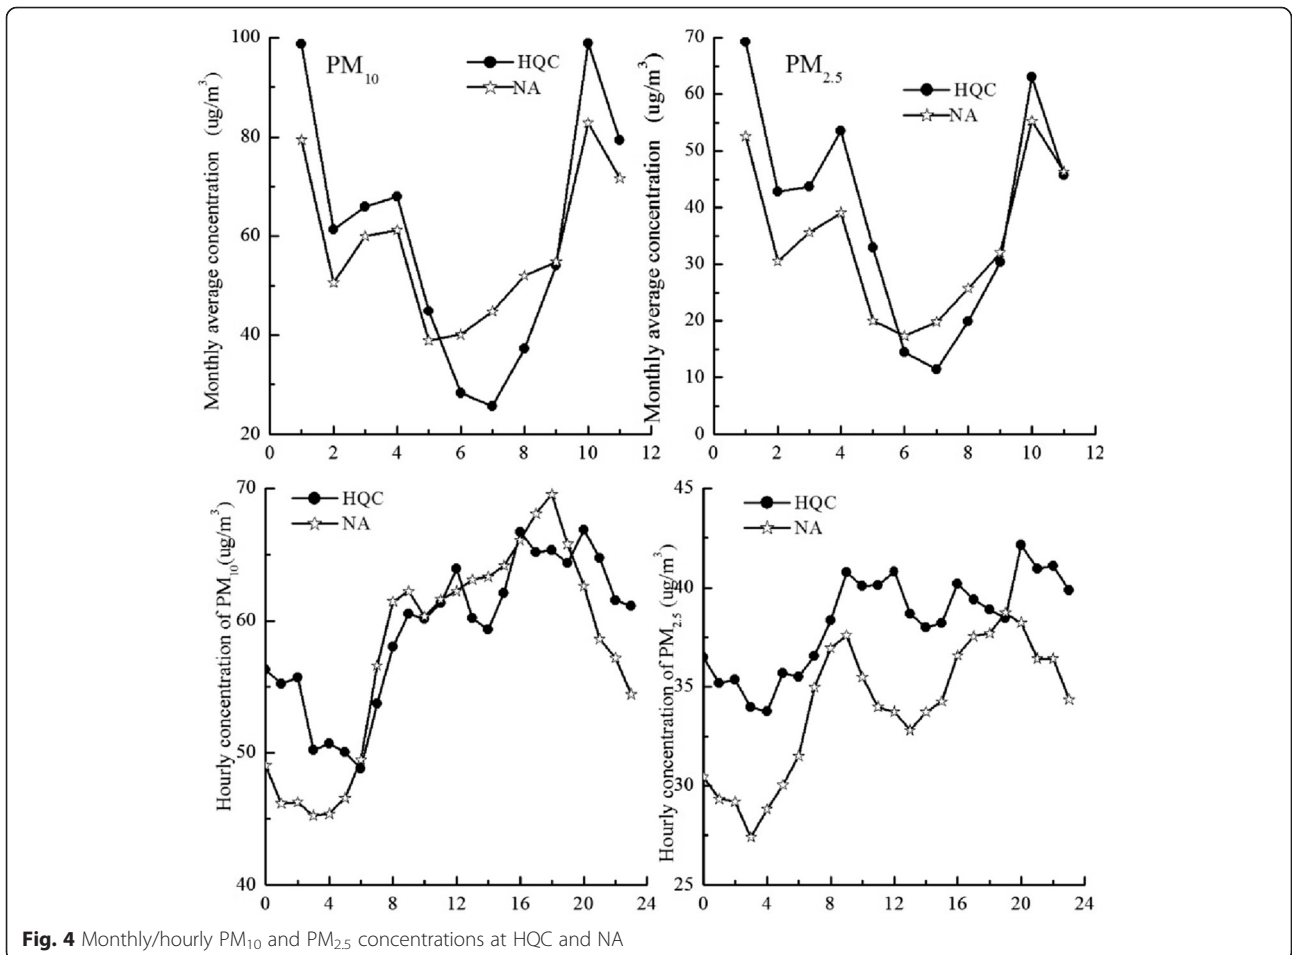 PM10
HQC
NA
Monthly average concentration (ug/m3)
100
80
60
40
20
0 2 4 6 8 10 12
PM2.5
HQC
NA
Monthly average concentration (ug/m3)
70
60
50
40
30
20
10
0
0 2 4 6 8 10 12
HQC
NA
Hourly concentration of PM10(ug/m3)
70
60
50
40
0 4 8 12 16 20 24
HQC
NA
Hourly concentration of PM2.5 (ug/m3)
45
40
35
30
25
0 4 8 12 16 20 24
Fig. 4 Monthly/hourly PM10 and PM2.5 concentrations at HQC and NA